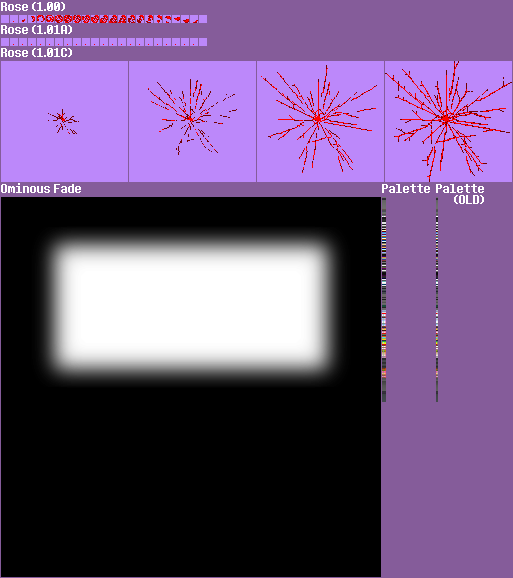 Rose (1.00)
Rose (1.01A)
Rose (1.01C)
Ominous Fade
Palette
Palette
(OLD)